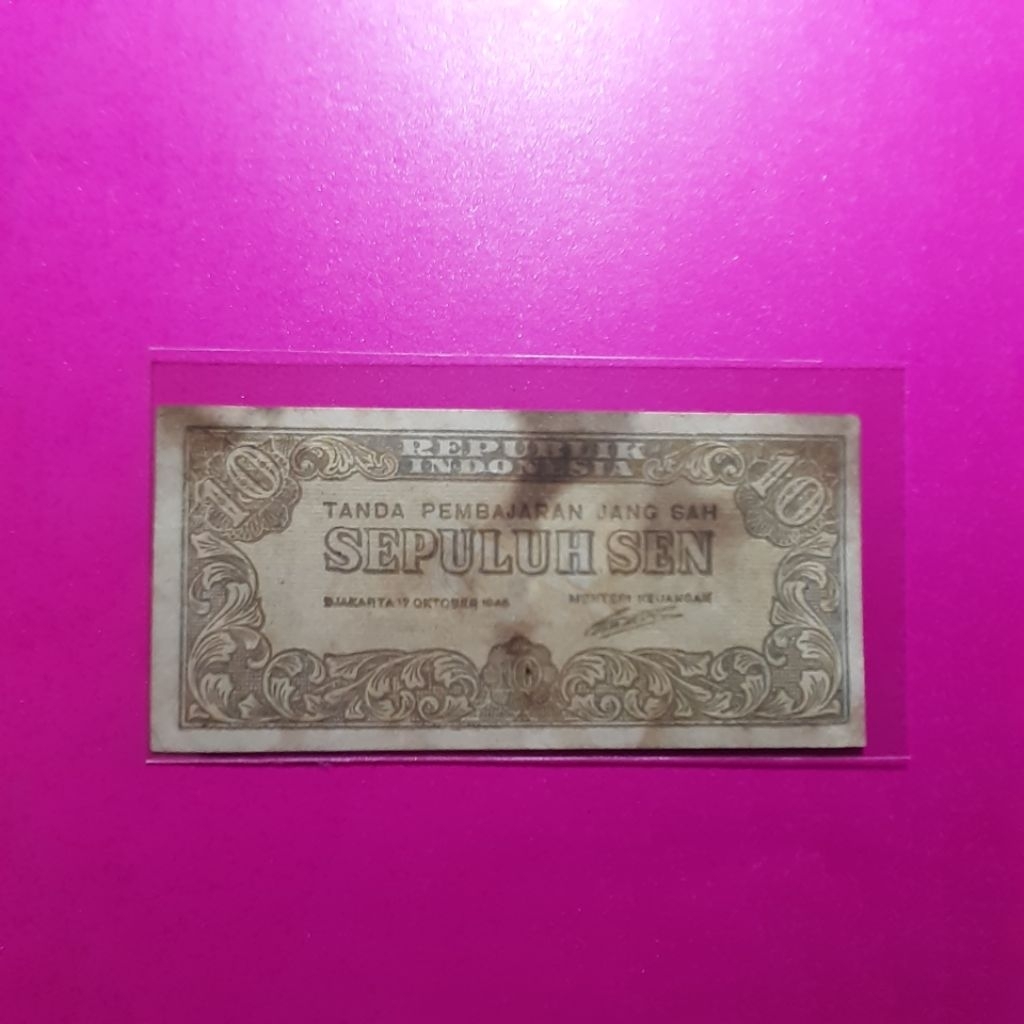 10 REPUBLIK 10
INDONESIA
TANDA PEMBAJARAN JANG SAH
SEPULUH SEN
DJAKARTA 17 OKTOBER 1945 MENTERI KEUANGAN
10